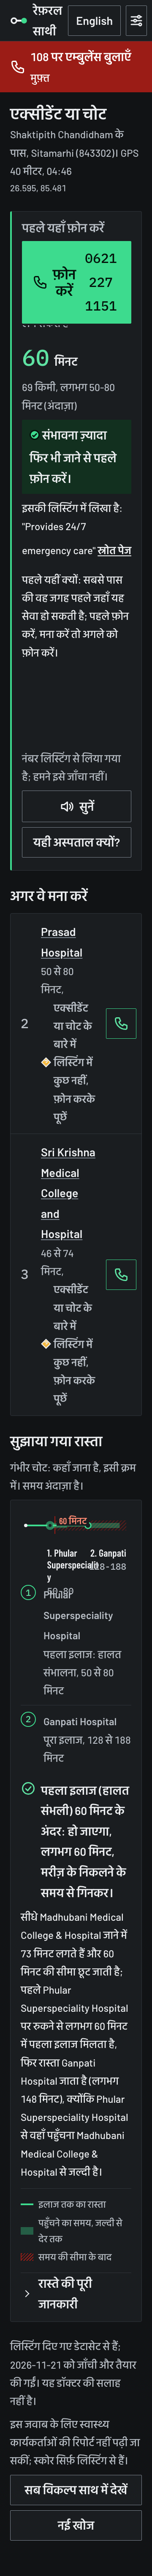 रेफ़रल
साथी
English
108 पर एम्बुलेंस बुलाएँ
मुफ़्त
एक्सीडेंट या चोट
Shaktipith Chandidham के
पास, Sitamarhi (843302)। GPS
40 मीटर, 04:46
26.595, 85.481
पहले यहाँ फ़ोन करें
फ़ोन
करें
0621
227
1151
60 मिनट
69 किमी, लगभग 50-80
मिनट (अंदाज़ा)
संभावना ज़्यादा
फिर भी जाने से पहले
फ़ोन करें।
इसकी लिस्टिंग में लिखा है:
"Provides 24/7
emergency care" स्रोत पेज
पहले यहीं क्यों: सबसे पास
की वह जगह पहले जहाँ यह
सेवा हो सकती है; पहले फ़ोन
करें, मना करें तो अगले को
फ़ोन करें।
नंबर लिस्टिंग से लिया गया
है; हमने इसे जाँचा नहीं।
सुनें
यही अस्पताल क्यों?
अगर वे मना करें
2
Prasad
Hospital
50 से 80
मिनट,
एक्सीडेंट
या चोट के
बारे में
लिस्टिंग में
कुछ नहीं,
फ़ोन करके
पूछें
3
Sri Krishna
Medical
College
and
Hospital
46 से 74
मिनट,
एक्सीडेंट
या चोट के
बारे में
लिस्टिंग में
कुछ नहीं,
फ़ोन करके
पूछें
सुझाया गया रास्ता
गंभीर चोट: कहाँ जाना है, इसी क्रम
में। समय अंदाज़ा है।
60 मिनट
1. Phular
Superspecialit
y
2. Ganpati
128-188
1
Phular
Superspeciality
Hospital
पहला इलाज: हालत
संभालना, 50 से 80
मिनट
2
Ganpati Hospital
पूरा इलाज, 128 से 188
मिनट
पहला इलाज (हालत
संभली) 60 मिनट के
अंदर: हो जाएगा,
लगभग 60 मिनट,
मरीज़ के निकलने के
समय से गिनकर।
सीधे Madhubani Medical
College & Hospital जाने में
73 मिनट लगते हैं और 60
मिनट की सीमा छूट जाती है;
पहले Phular
Superspeciality Hospital
पर रुकने से लगभग 60 मिनट
में पहला इलाज मिलता है,
फिर रास्ता Ganpati
Hospital जाता है (लगभग
148 मिनट), क्योंकि Phular
Superspeciality Hospital
से वहाँ पहुँचना Madhubani
Medical College &
Hospital से जल्दी है।
इलाज तक का रास्ता
पहुँचने का समय, जल्दी से
देर तक
समय की सीमा के बाद
रास्ते की पूरी
जानकारी
लिस्टिंग दिए गए डेटासेट से हैं;
2026-11-21 को जाँची और तैयार
की गई। यह डॉक्टर की सलाह
नहीं है।
इस जवाब के लिए स्वास्थ्य
कार्यकर्ताओं की रिपोर्ट नहीं पढ़ी जा
सकीं; स्कोर सिर्फ़ लिस्टिंग से हैं।
सब विकल्प साथ में देखें
नई खोज